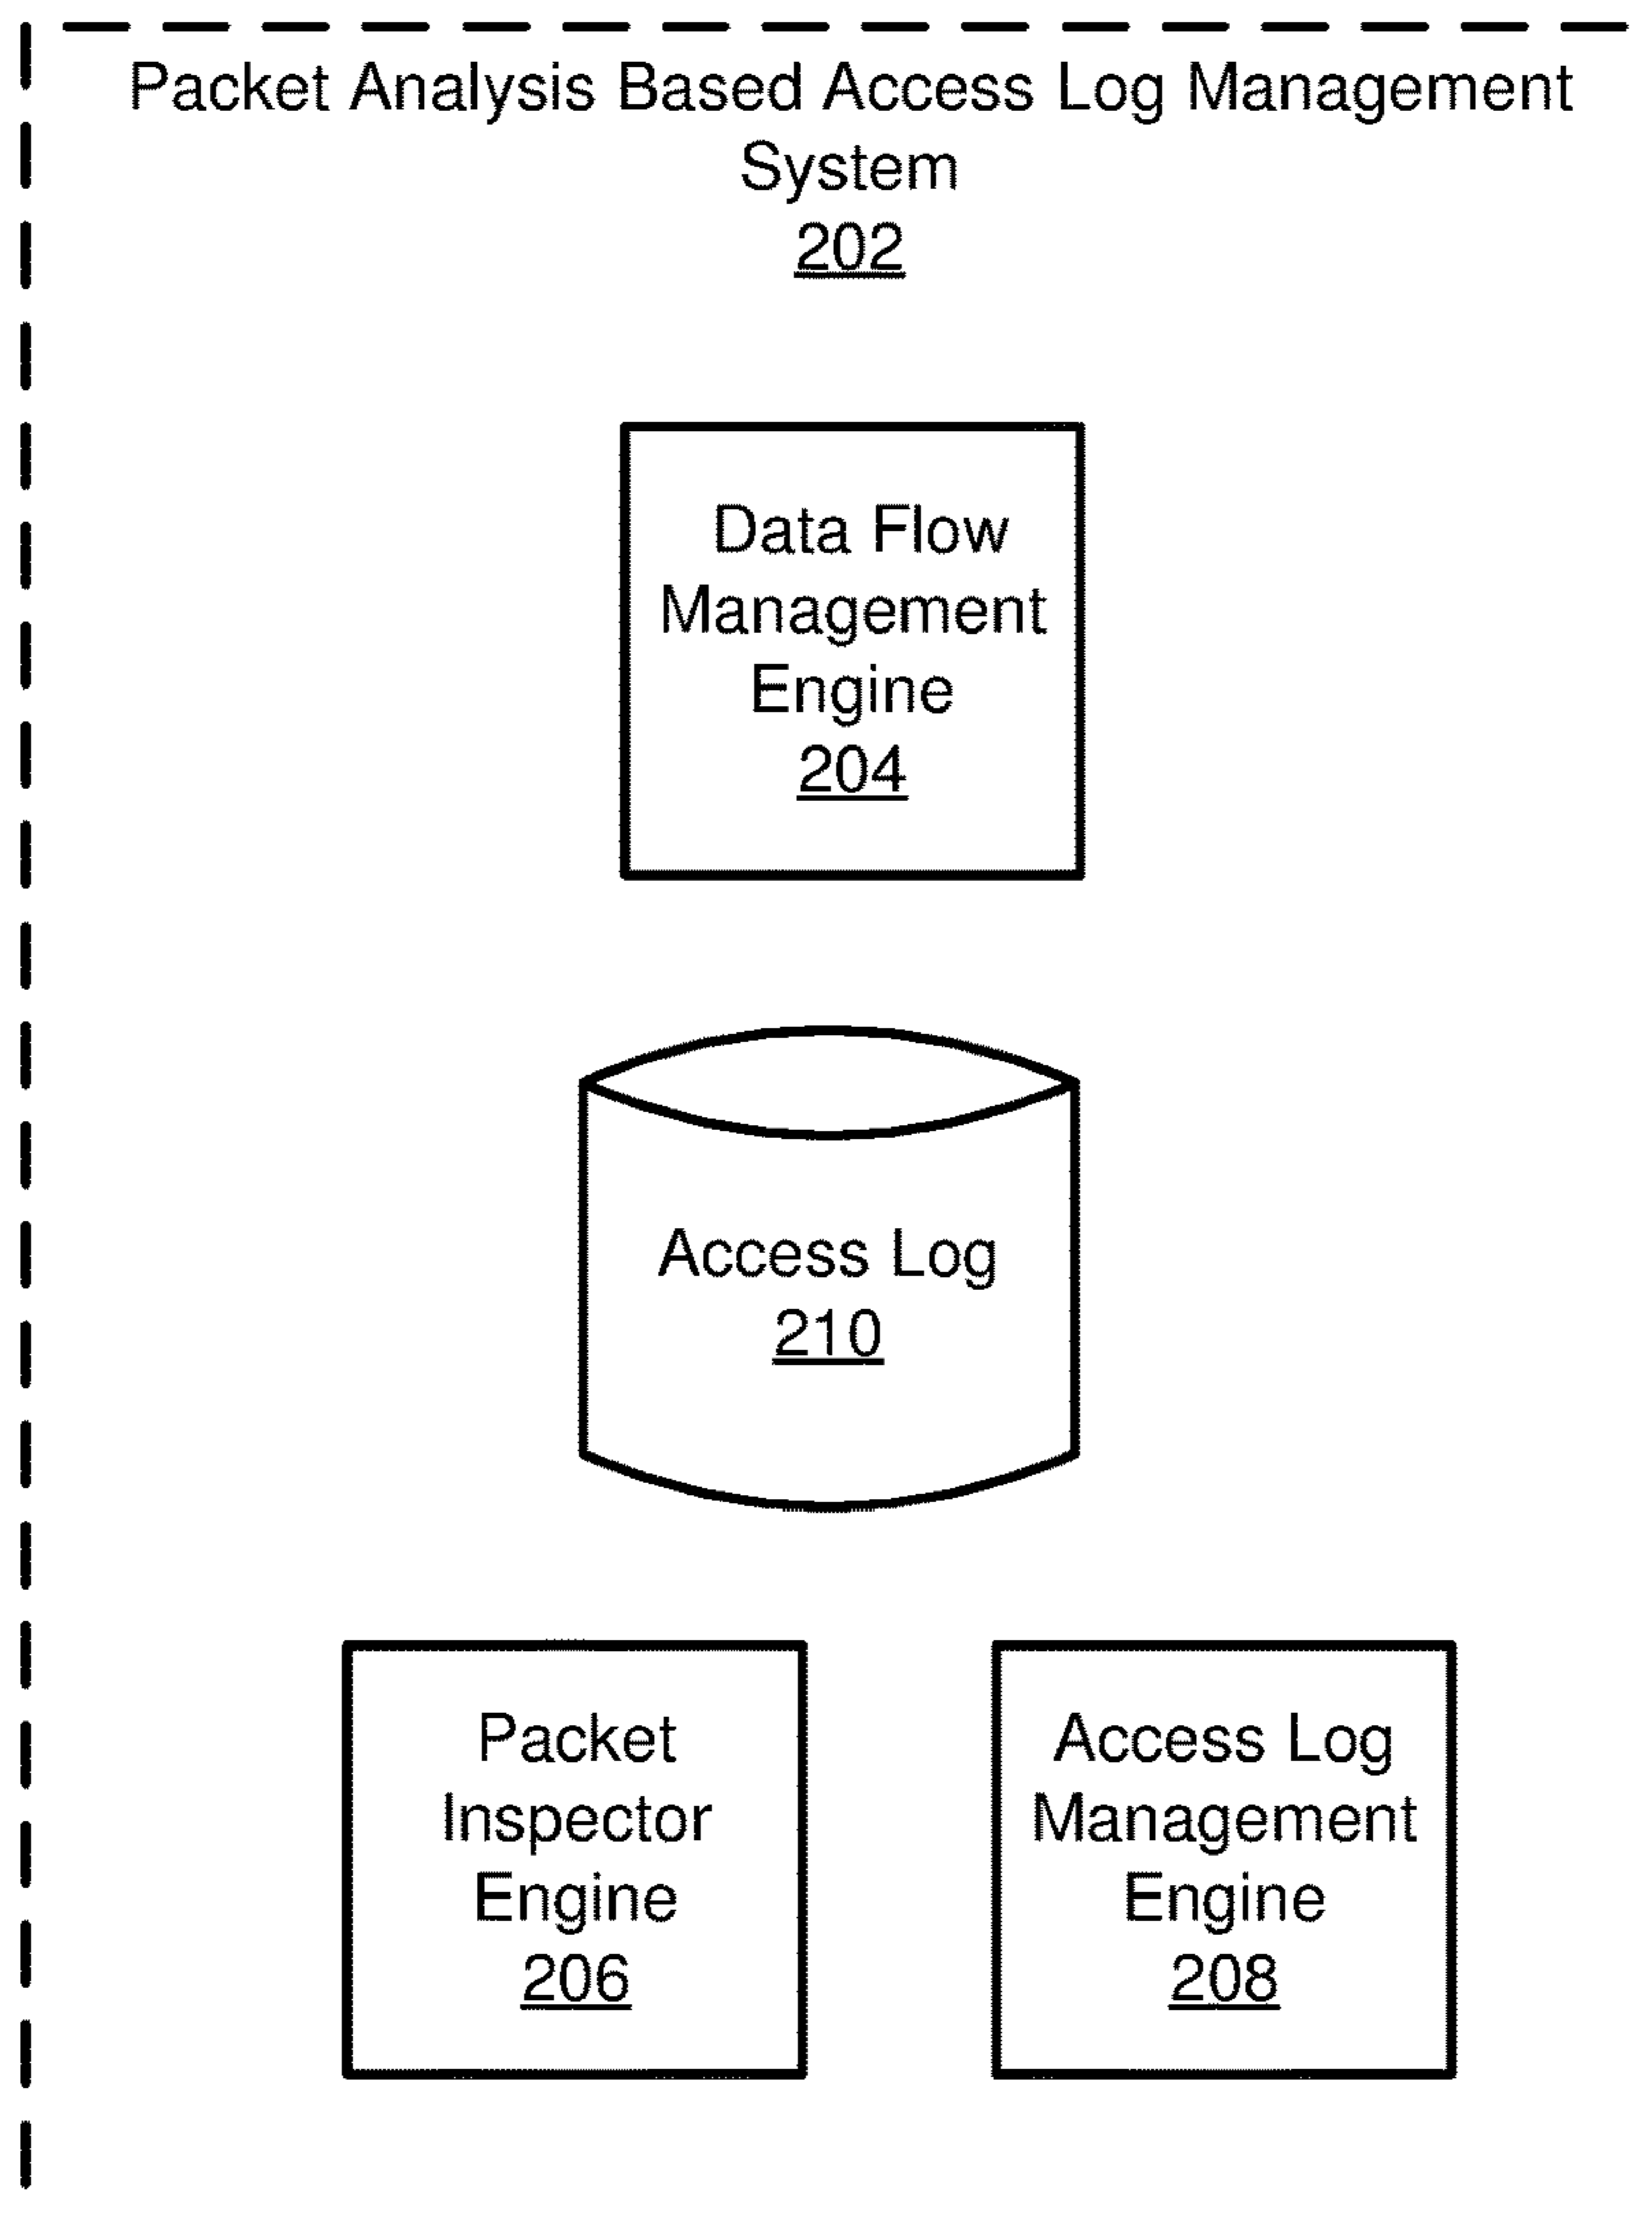 Packet Analysis Based Access Log Management
System
202
Data Flow
Management
Engine
204
Access Log
210
Packet
Inspector
Engine
206
Access Log
Management
Engine
208